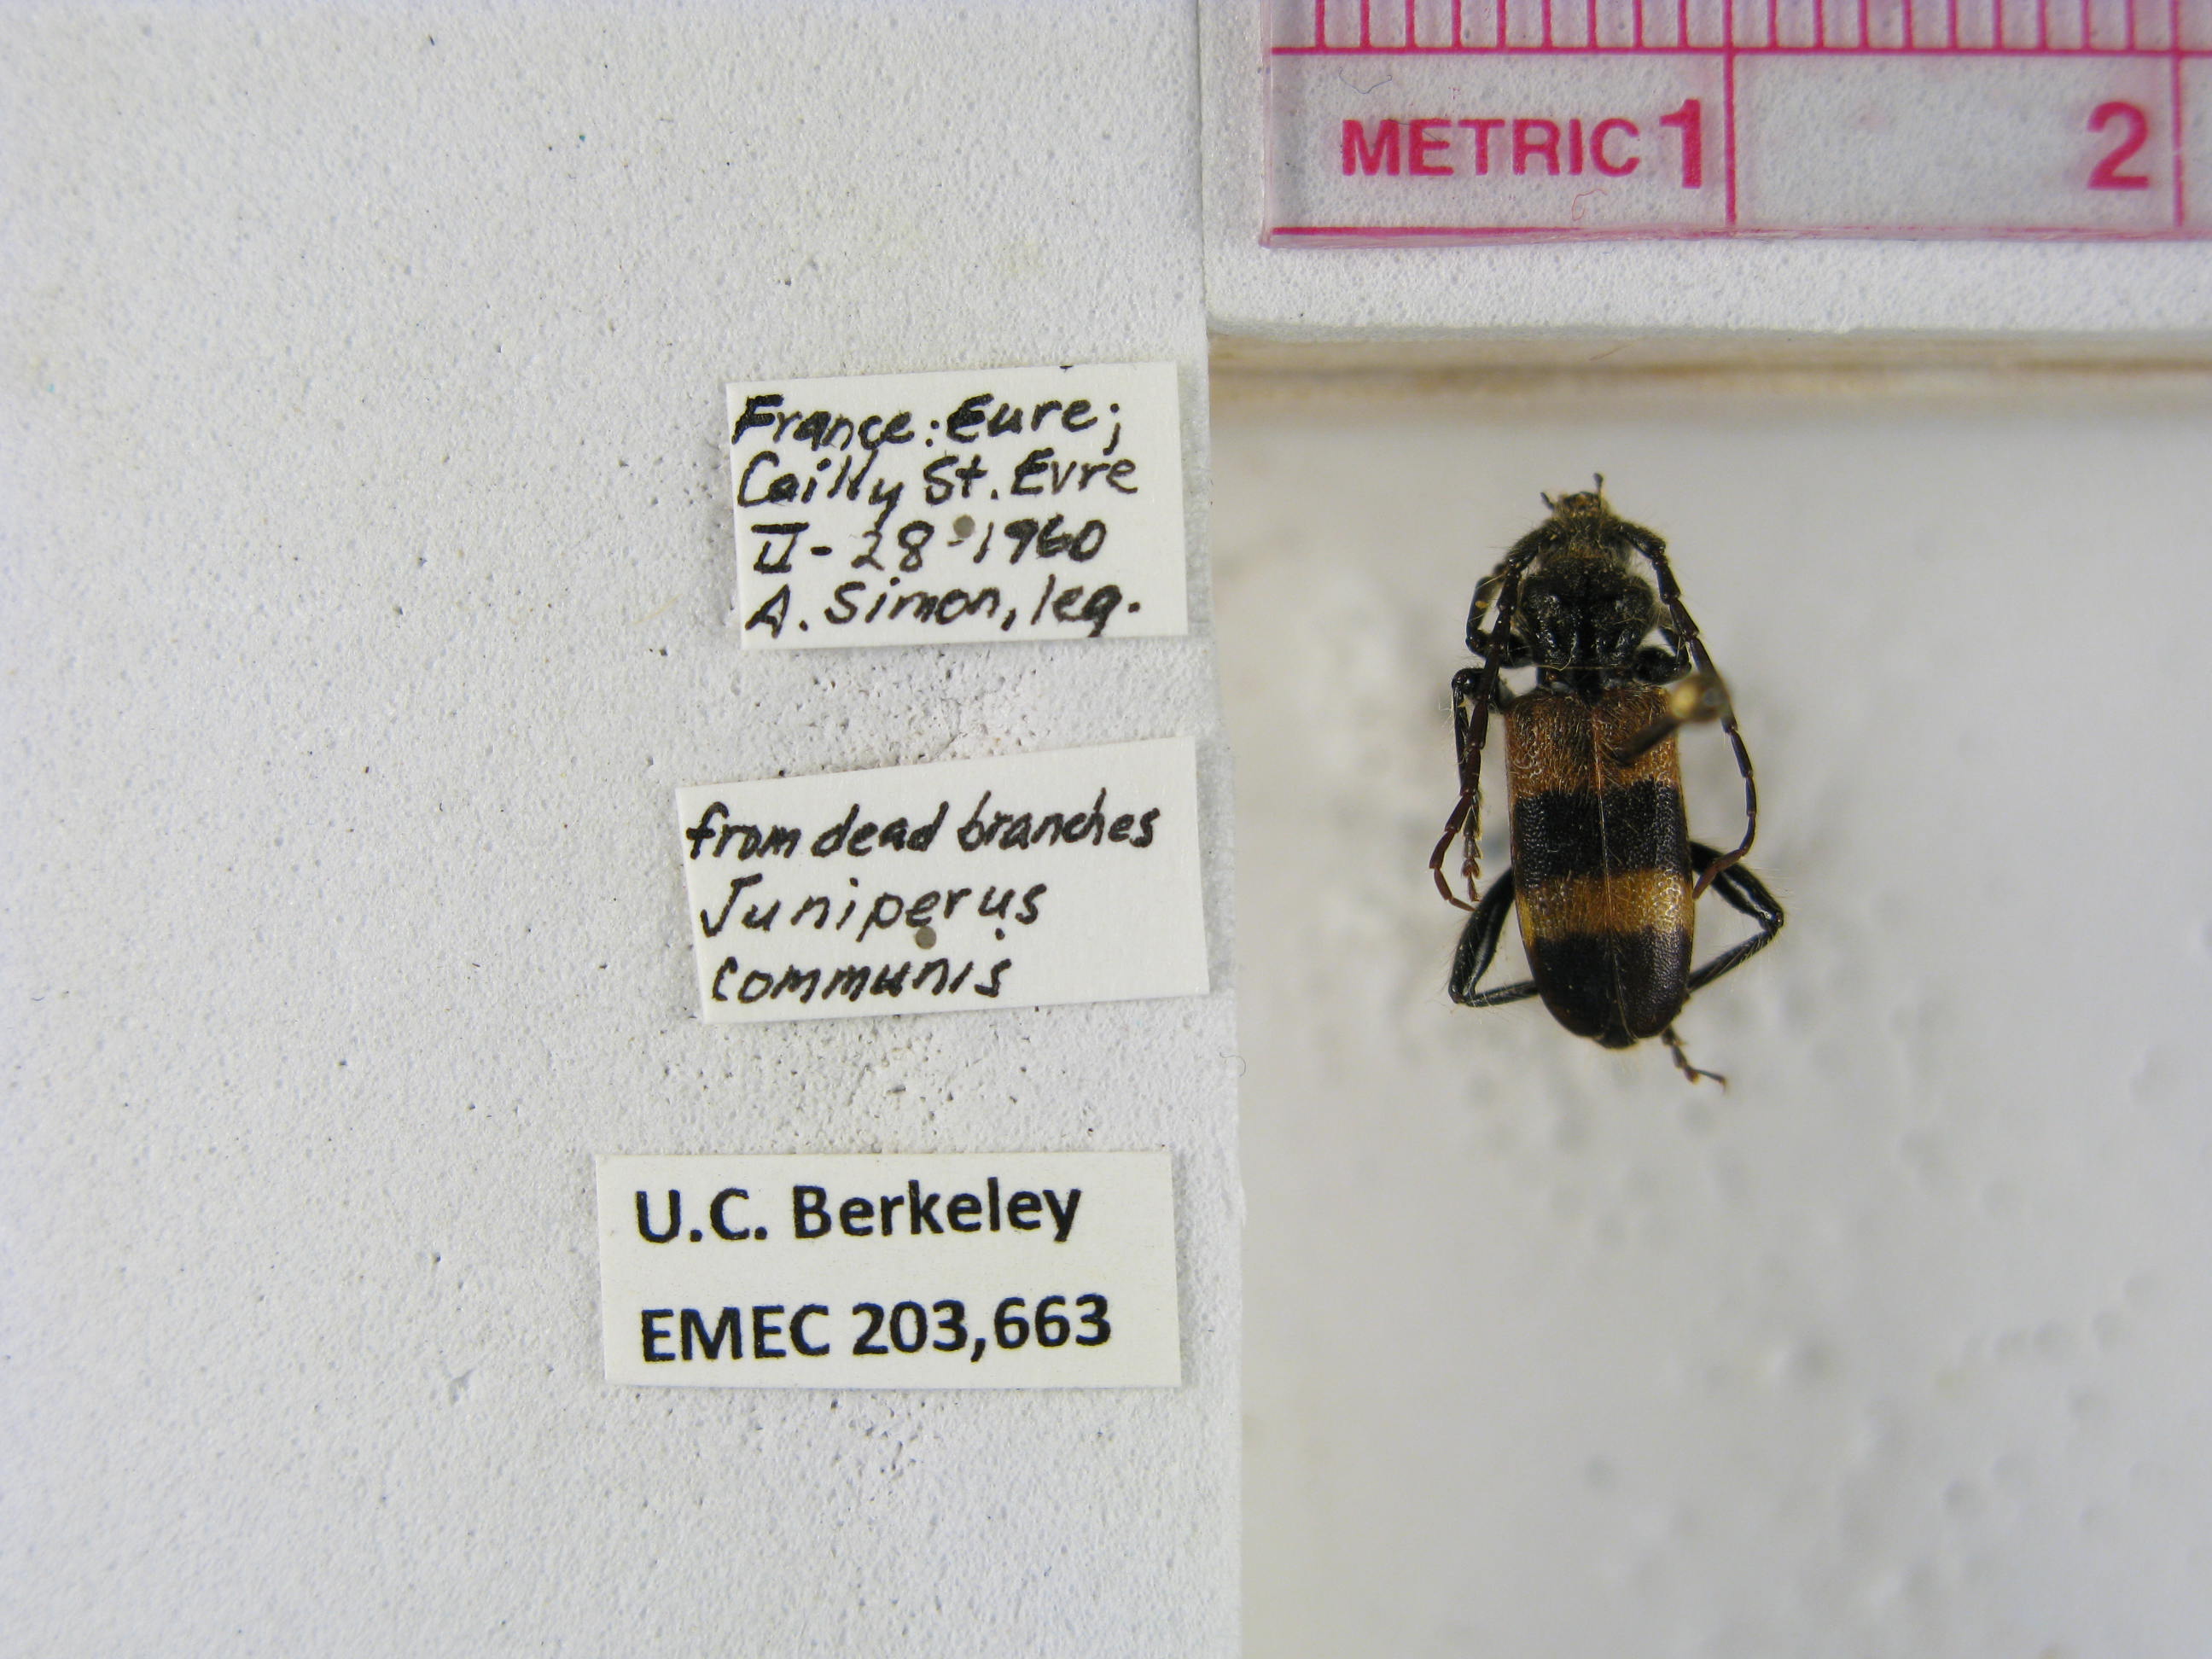 METRIC 1 2
France: Eure;
Cailly St. Evre
II-28-1960
A. Simon, leg.
from dead branches
Juniperus
communis
U.C. Berkeley
EMEC 203,663